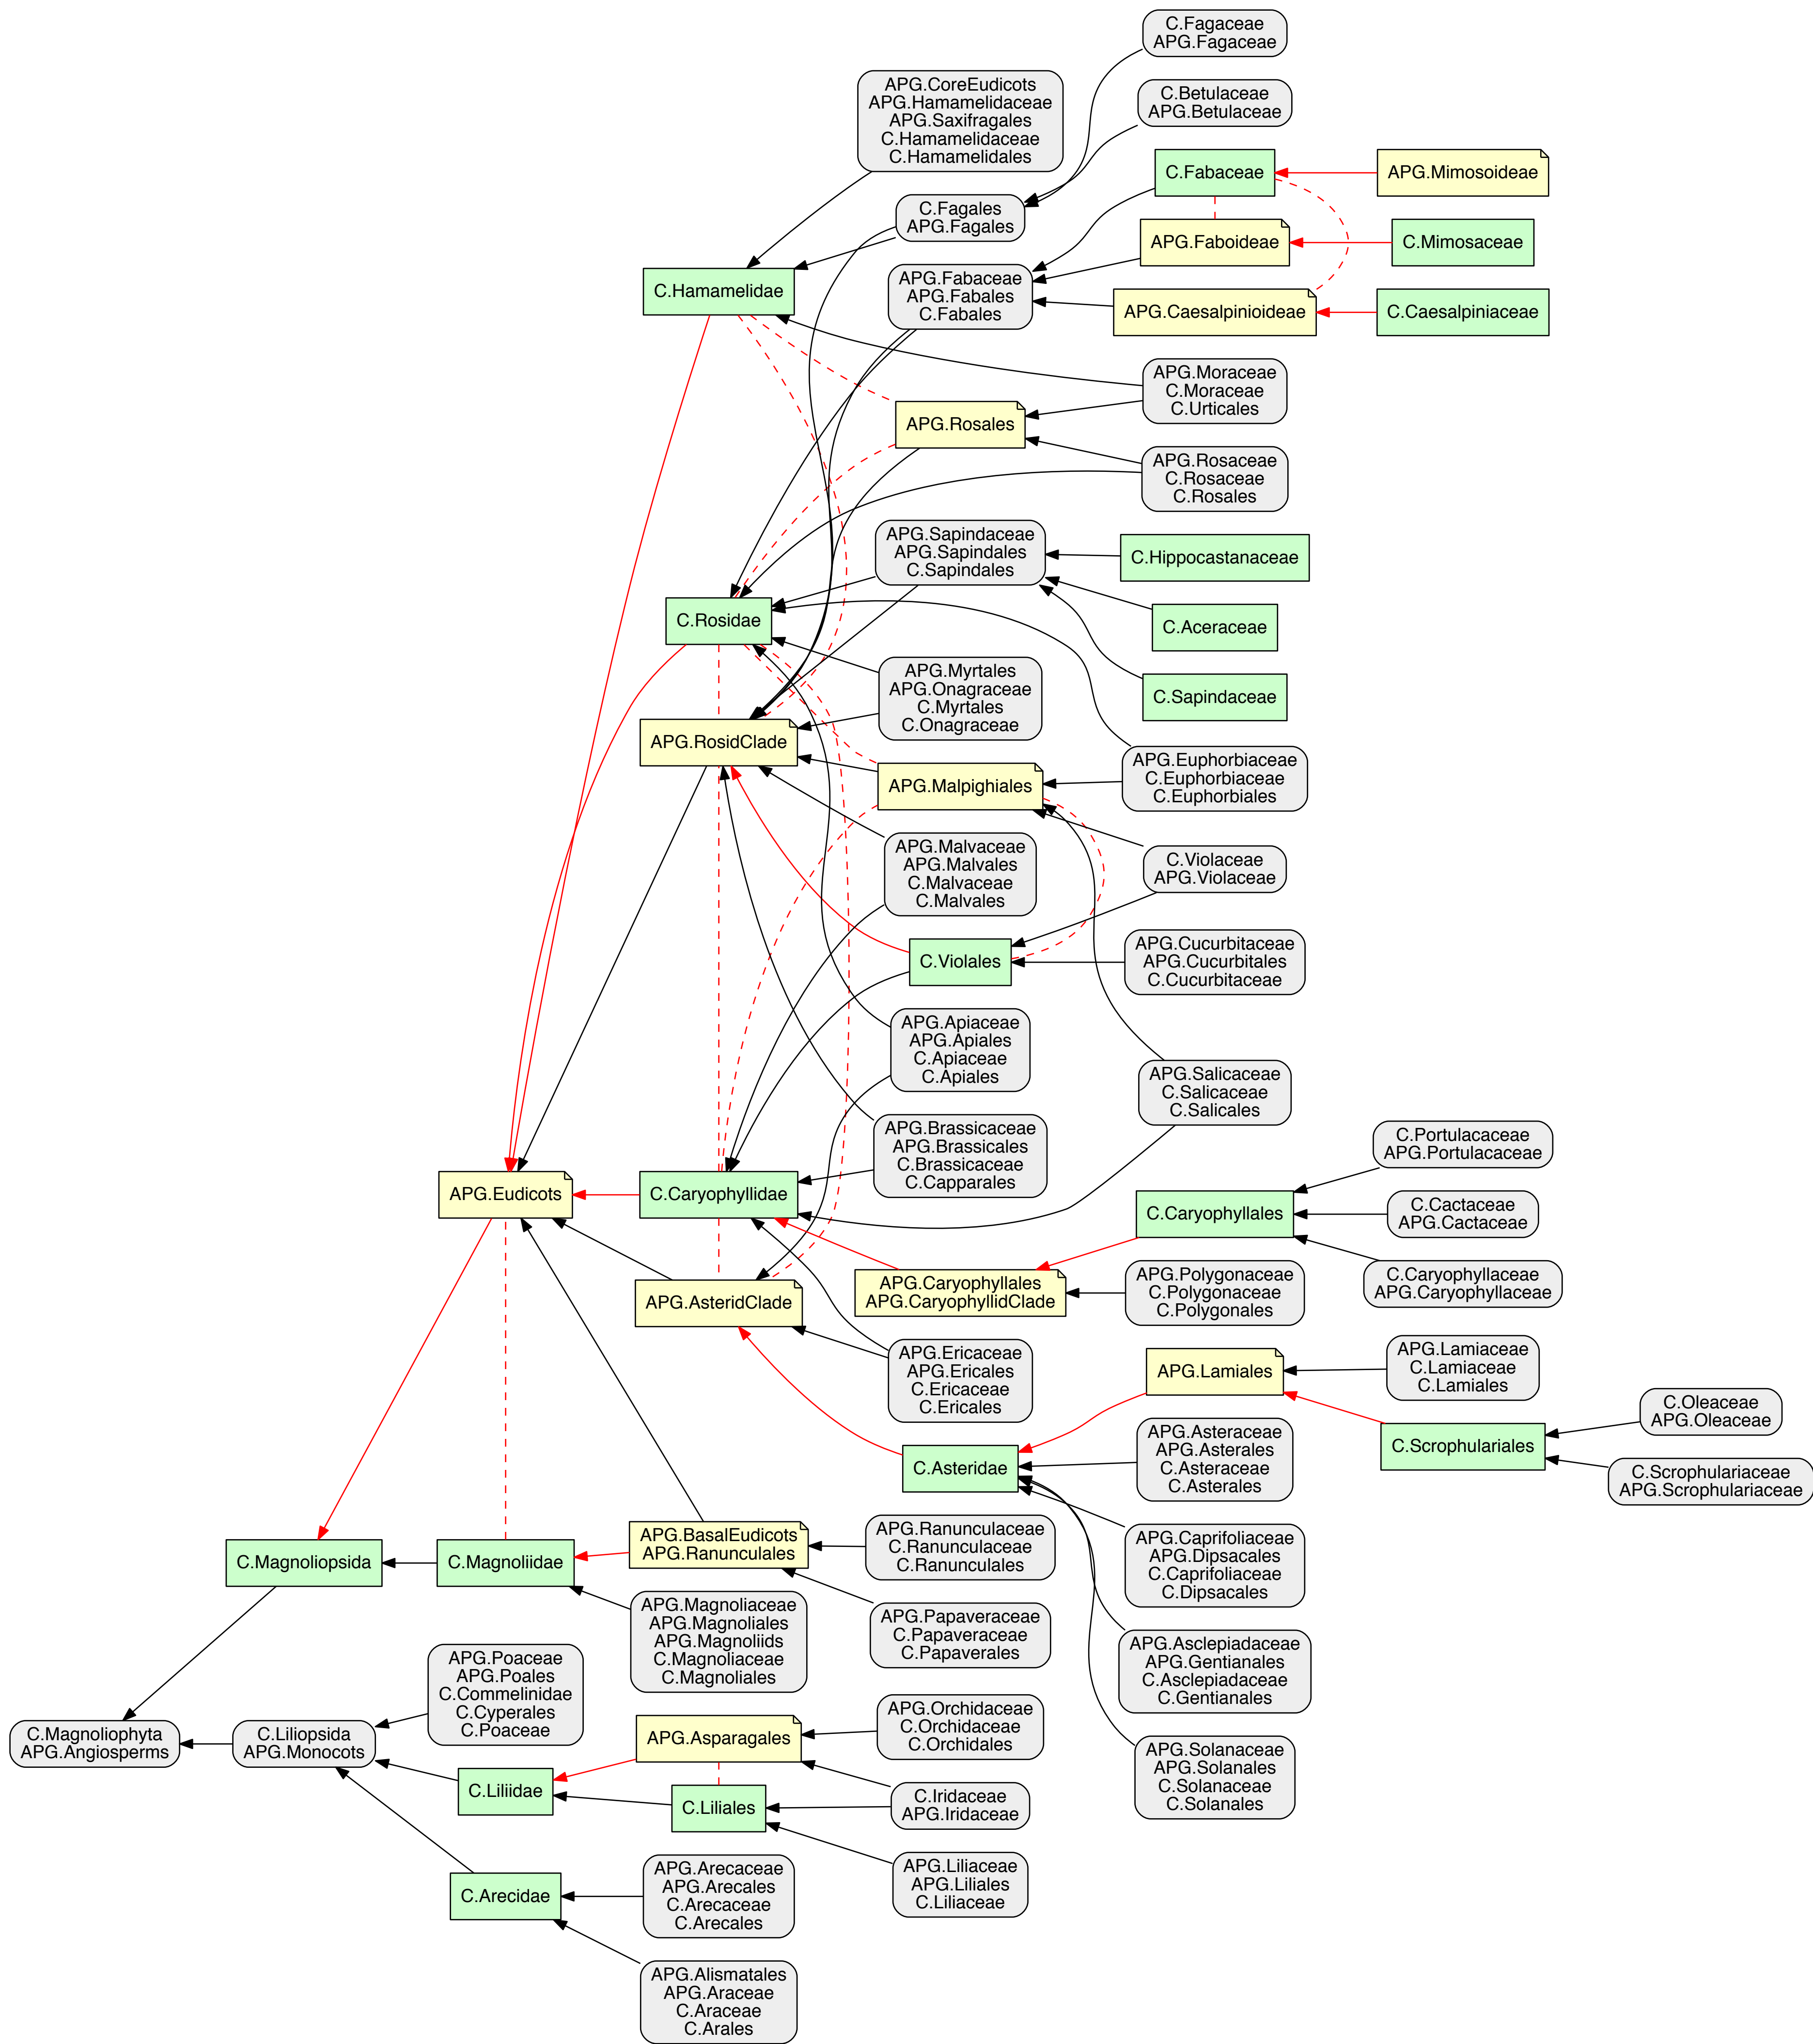 C.Fagaceae
APG.Fagaceae
APG.CoreEudicots
APG.Hamamelidaceae
APG.Saxifragales
C.Hamamelidaceae
C.Hamamelidales
C.Betulaceae
APG.Betulaceae
C.Fabaceae
APG.Mimosoideae
C.Fagales
APG.Fagales
APG.Faboideae
C.Mimosaceae
C.Hamamelidae
APG.Fabaceae
APG.Fabales
C.Fabales
APG.Caesalpinioideae
C.Caesalpiniaceae
APG.Moraceae
C.Moraceae
C.Urticales
APG.Rosales
APG.Rosaceae
C.Rosaceae
C.Rosales
APG.Sapindaceae
APG.Sapindales
C.Sapindales
C.Hippocastanaceae
C.Rosidae
C.Aceraceae
APG.Myrtales
APG.Onagraceae
C.Myrtales
C.Onagraceae
C.Sapindaceae
APG.RosidClade
APG.Malpighiales
APG.Euphorbiaceae
C.Euphorbiaceae
C.Euphorbiales
APG.Malvaceae
APG.Malvales
C.Malvaceae
C.Malvales
C.Violaceae
APG.Violaceae
C.Violales
APG.Cucurbitaceae
APG.Cucurbitales
C.Cucurbitaceae
APG.Apiaceae
APG.Apiales
C.Apiaceae
C.Apiales
APG.Salicaceae
C.Salicaceae
C.Salicales
APG.Brassicaceae
APG.Brassicales
C.Brassicaceae
C.Capparales
C.Portulacaceae
APG.Portulacaceae
APG.Eudicots
C.Caryophyllidae
C.Caryophyllales
C.Cactaceae
APG.Cactaceae
APG.AsteridClade
APG.Caryophyllales
APG.CaryophyllidClade
APG.Polygonaceae
C.Polygonaceae
C.Polygonales
C.Caryophyllaceae
APG.Caryophyllaceae
APG.Ericaceae
APG.Ericales
C.Ericaceae
C.Ericales
APG.Lamiales
APG.Lamiaceae
C.Lamiaceae
C.Lamiales
C.Oleaceae
APG.Oleaceae
C.Asteridae
APG.Asteraceae
APG.Asterales
C.Asteraceae
C.Asterales
C.Scrophulariales
C.Scrophulariaceae
APG.Scrophulariaceae
C.Magnoliopsida
C.Magnoliidae
APG.BasalEudicots
APG.Ranunculales
APG.Ranunculaceae
C.Ranunculaceae
C.Ranunculales
APG.Caprifoliaceae
APG.Dipsacales
C.Caprifoliaceae
C.Dipsacales
APG.Magnoliaceae
APG.Magnoliales
APG.Magnoliids
C.Magnoliaceae
C.Magnoliales
APG.Papaveraceae
C.Papaveraceae
C.Papaverales
APG.Asclepiadaceae
APG.Gentianales
C.Asclepiadaceae
C.Gentianales
APG.Poaceae
APG.Poales
C.Commelinidae
C.Cyperales
C.Poaceae
C.Magnoliophyta
APG.Angiosperms
C.Liliopsida
APG.Monocots
APG.Asparagales
APG.Orchidaceae
C.Orchidaceae
C.Orchidales
APG.Solanaceae
APG.Solanales
C.Solanaceae
C.Solanales
C.Liliidae
C.Liliales
C.Iridaceae
APG.Iridaceae
C.Arecidae
APG.Arecaceae
APG.Arecales
C.Arecaceae
C.Arecales
APG.Liliaceae
APG.Liliales
C.Liliaceae
APG.Alismatales
APG.Araceae
C.Araceae
C.Arales